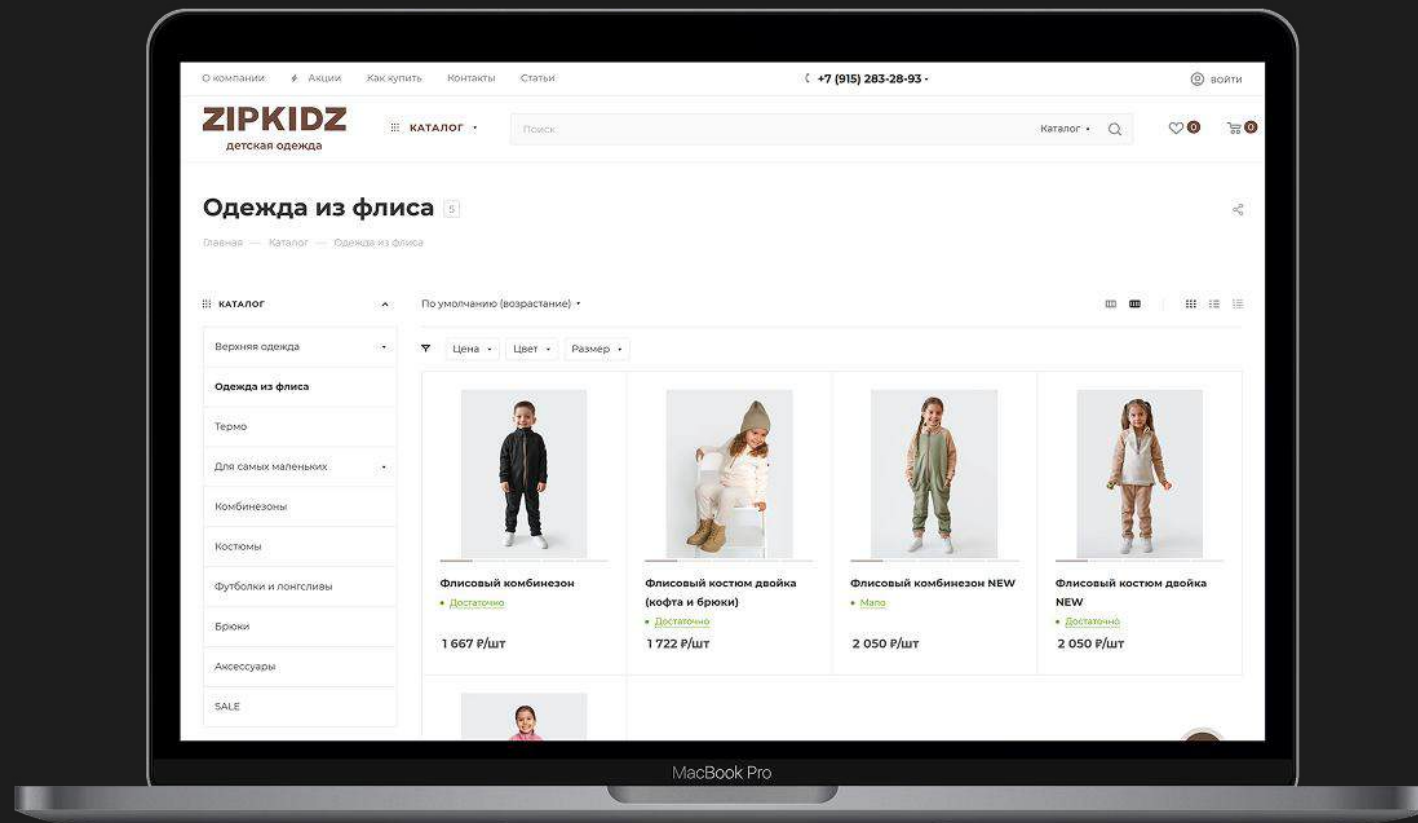 О компании Акции Как купить Контакты Статьи +7 (915) 283-28-93 ВОЙТИ
ZIPKIDZ
детская одежда
КАТАЛОГ Поиск Каталог 0 0
Одежда из флиса 5
Главная — Каталог — Одежда из флиса
КАТАЛОГ
По умолчанию (возрастание)
Верхняя одежда
Цена Цвет Размер
Одежда из флиса
Термо
Для самых маленьких
Комбинезоны
Костюмы
Футболки и лонгсливы
Брюки
Аксессуары
SALE
Флисовый комбинезон
Достаточно
1 667 ₽/шт
Флисовый костюм двойка
(кофта и брюки)
Достаточно
1 722 ₽/шт
Флисовый комбинезон NEW
Мало
2 050 ₽/шт
Флисовый костюм двойка
NEW
Достаточно
2 050 ₽/шт
MacBook Pro